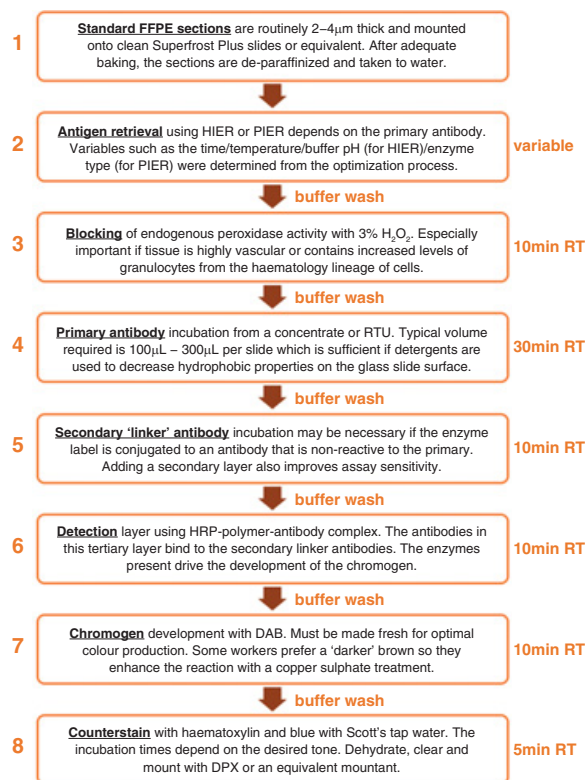 1
Standard FFPE sections are routinely 2–4µm thick and mounted
onto clean Superfrost Plus slides or equivalent. After adequate
baking, the sections are de-paraffinized and taken to water.
2
Antigen retrieval using HIER or PIER depends on the primary antibody.
Variables such as the time/temperature/buffer pH (for HIER)/enzyme
type (for PIER) were determined from the optimization process.
variable
buffer wash
3
Blocking of endogenous peroxidase activity with 3% H₂O₂. Especially
important if tissue is highly vascular or contains increased levels of
granulocytes from the haematology lineage of cells.
10min RT
buffer wash
4
Primary antibody incubation from a concentrate or RTU. Typical volume
required is 100µL – 300µL per slide which is sufficient if detergents are
used to decrease hydrophobic properties on the glass slide surface.
30min RT
buffer wash
5
Secondary ‘linker’ antibody incubation may be necessary if the enzyme
label is conjugated to an antibody that is non-reactive to the primary.
Adding a secondary layer also improves assay sensitivity.
10min RT
buffer wash
6
Detection layer using HRP-polymer-antibody complex. The antibodies in
this tertiary layer bind to the secondary linker antibodies. The enzymes
present drive the development of the chromogen.
10min RT
buffer wash
7
Chromogen development with DAB. Must be made fresh for optimal
colour production. Some workers prefer a ‘darker’ brown so they
enhance the reaction with a copper sulphate treatment.
10min RT
buffer wash
8
Counterstain with haematoxylin and blue with Scott’s tap water. The
incubation times depend on the desired tone. Dehydrate, clear and
mount with DPX or an equivalent mountant.
5min RT